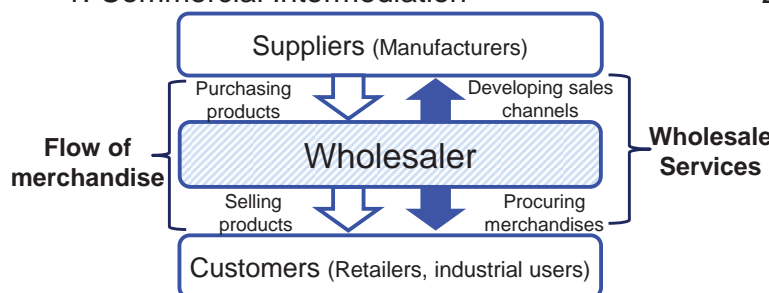 Suppliers (Manufacturers)
Purchasing
products
Developing sales
channels
Flow of
merchandise
Wholesaler
Wholesale
Services
Selling
products
Procuring
merchandises
Customers (Retailers, industrial users)